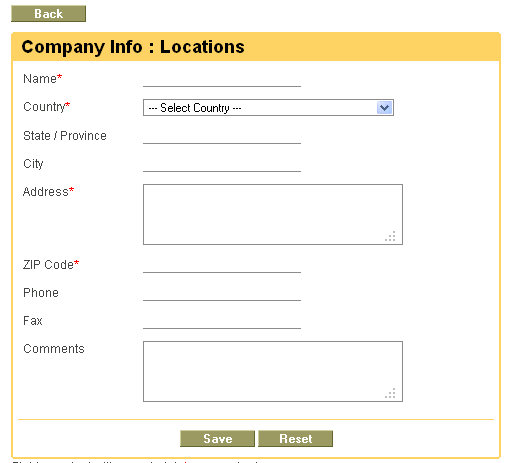 Back
Company Info : Locations
Name*
Country*
--- Select Country ---
State / Province
City
Address*
ZIP Code*
Phone
Fax
Comments
Save
Reset